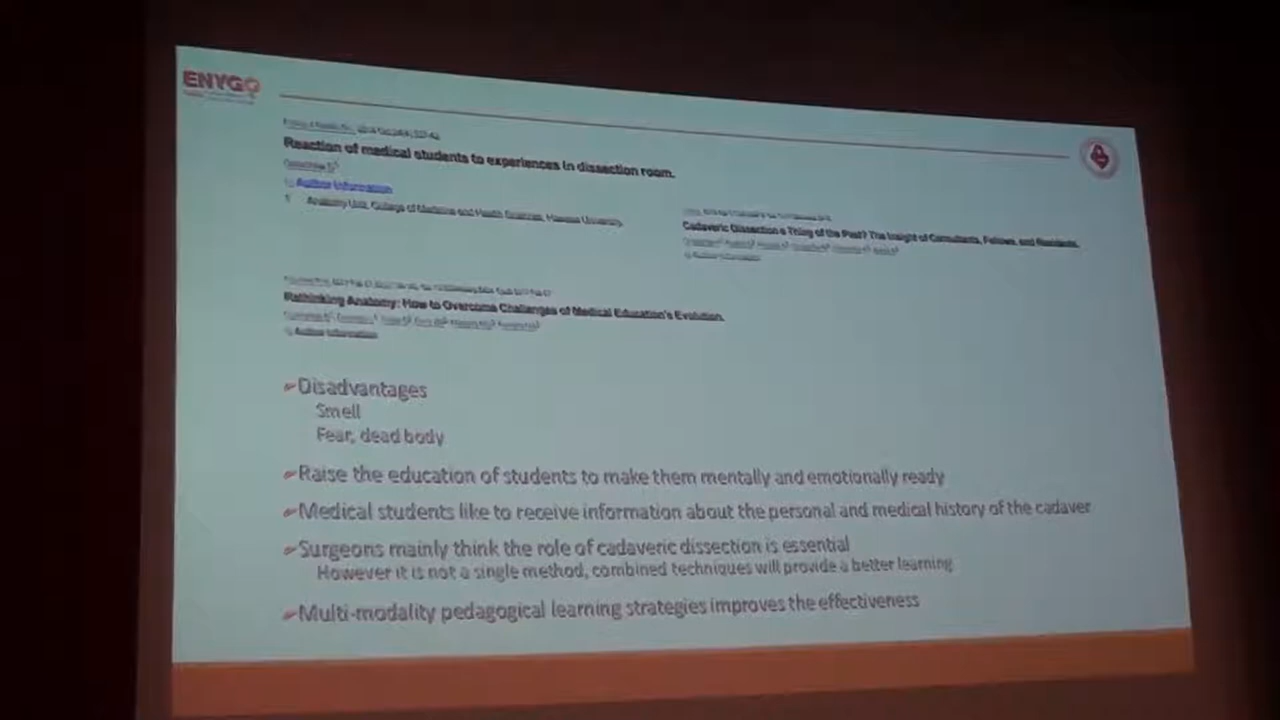 ENYGO
Reaction of medical students to experiences in dissection room.
Author information
Anatomy Unit, College of Medicine and Health Sciences, Hawassa University.
Cadaveric Dissection a Thing of the Past? The Insight of Consultants, Fellows, and Residents.
Author information
Rethinking Anatomy: How to Overcome Challenges of Medical Education's Evolution.
Author information
Disadvantages
Smell
Fear, dead body
Raise the education of students to make them mentally and emotionally ready
Medical students like to receive information about the personal and medical history of the cadaver
Surgeons mainly think the role of cadaveric dissection is essential
However it is not a single method, combined techniques will provide a better learning
Multi-modality pedagogical learning strategies improves the effectiveness